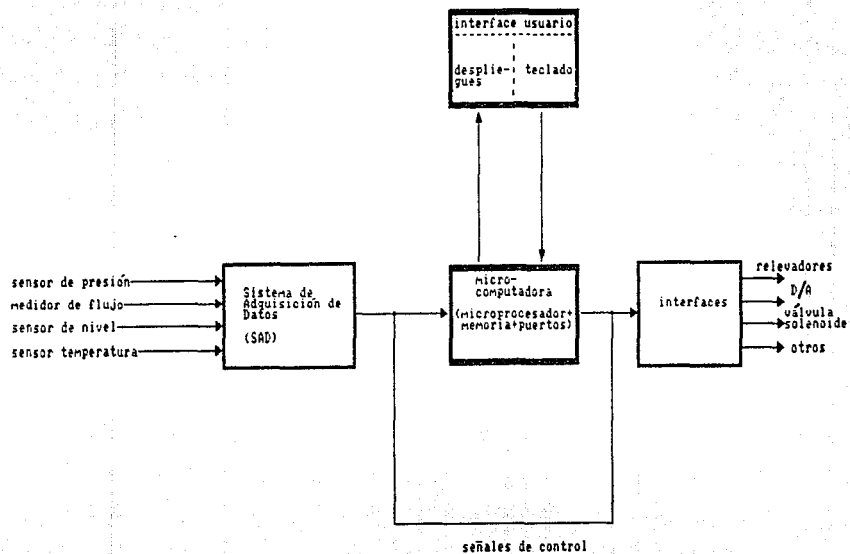 interface usuario
desplie-
gues
teclado
sensor de presión
medidor de flujo
sensor de nivel
sensor temperatura
Sistema de
Adquisición de
Datos
(SAD)
micro-
computadora
(microprocesador+
memoria+puertos)
interfaces
relevadores
D/A
válvula
solenoide
otros
señales de control